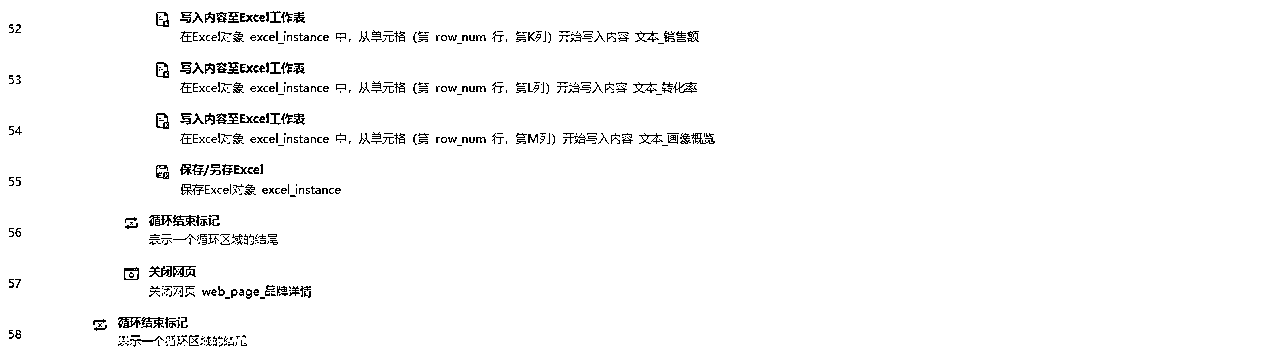 52
写入内容至Excel工作表
在Excel对象 excel_instance 中，从单元格（第 row_num 行，第K列）开始写入内容 文本_销售额
53
写入内容至Excel工作表
在Excel对象 excel_instance 中，从单元格（第 row_num 行，第L列）开始写入内容 文本_转化率
54
写入内容至Excel工作表
在Excel对象 excel_instance 中，从单元格（第 row_num 行，第M列）开始写入内容 文本_画像概览
55
保存/另存Excel
保存Excel对象 excel_instance
56
循环结束标记
表示一个循环区域的结尾
57
关闭网页
关闭网页 web_page_品牌详情
58
循环结束标记
表示一个循环区域的结尾